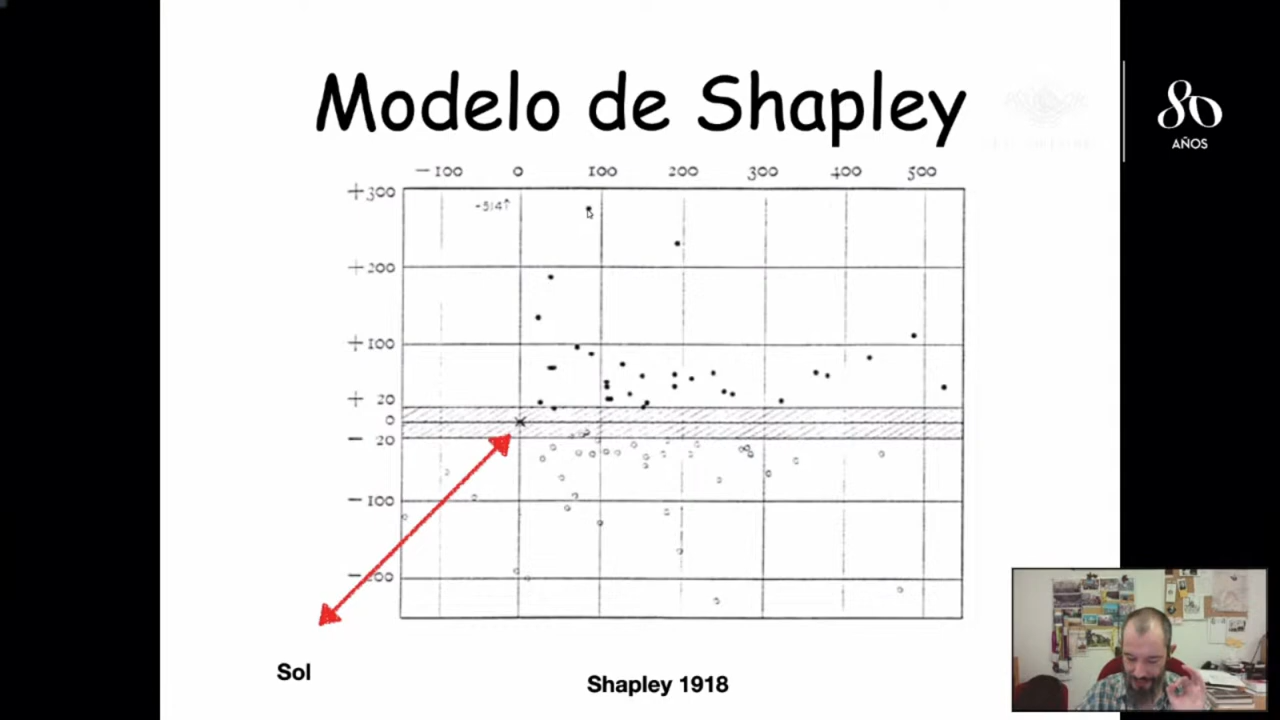 Modelo de Shapley
80
AÑOS
-100 0 100 200 300 400 500
+300
-514↑
+200
+100
+ 20
0
- 20
-100
-200
Sol
Shapley 1918